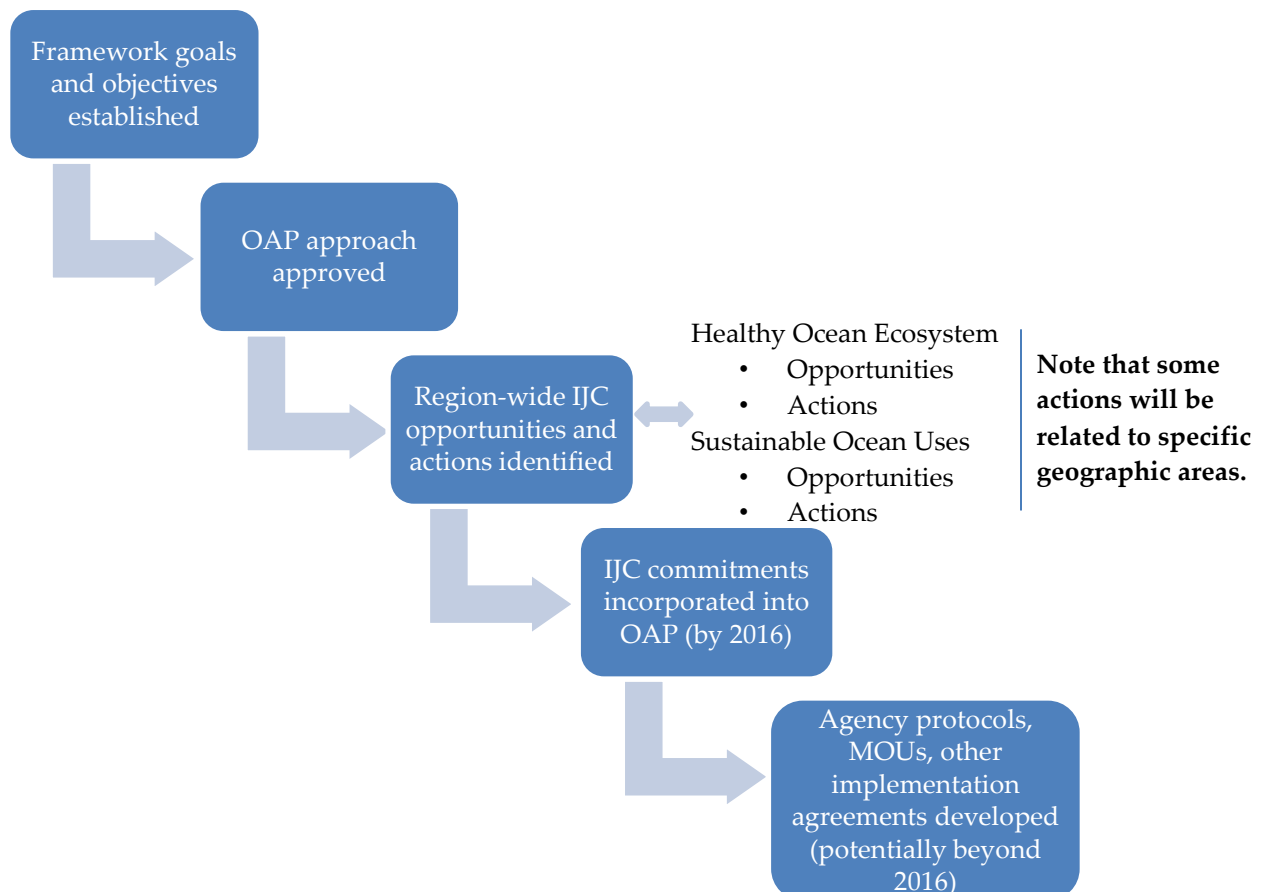 Framework goals
and objectives
established
OAP approach
approved
Region-wide IJC
opportunities and
actions identified
Healthy Ocean Ecosystem
• Opportunities
• Actions
Sustainable Ocean Uses
• Opportunities
• Actions
Note that some
actions will be
related to specific
geographic areas.
IJC commitments
incorporated into
OAP (by 2016)
Agency protocols,
MOUs, other
implementation
agreements developed
(potentially beyond
2016)